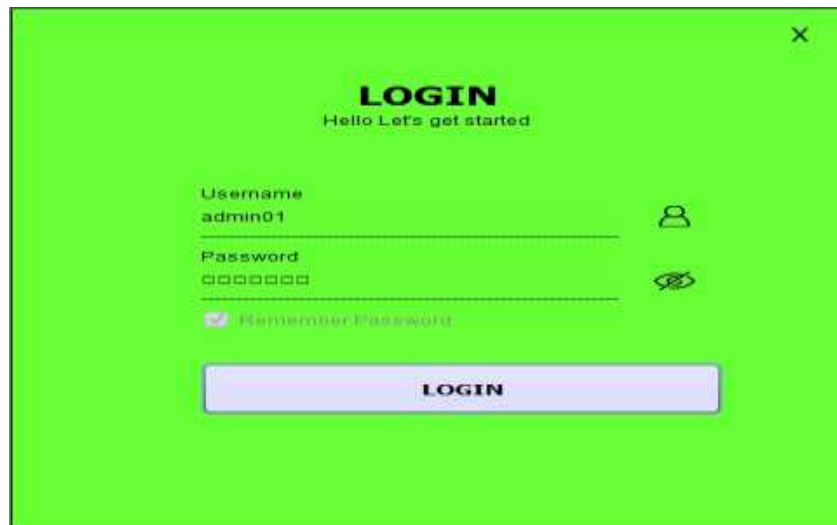 LOGIN
Hello Let's get started
Username
admin01
Password
Remember Password
LOGIN